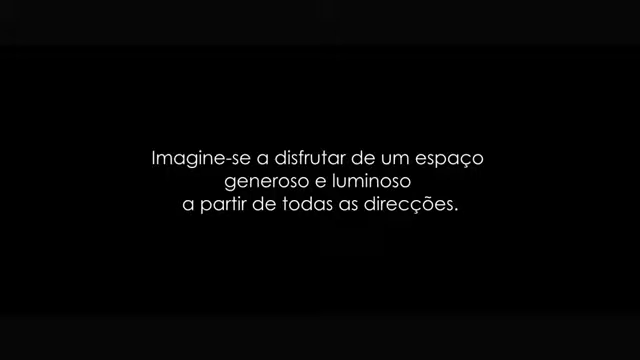 Imagine-se a disfrutar de um espaço
generoso e luminoso
a partir de todas as direcções.